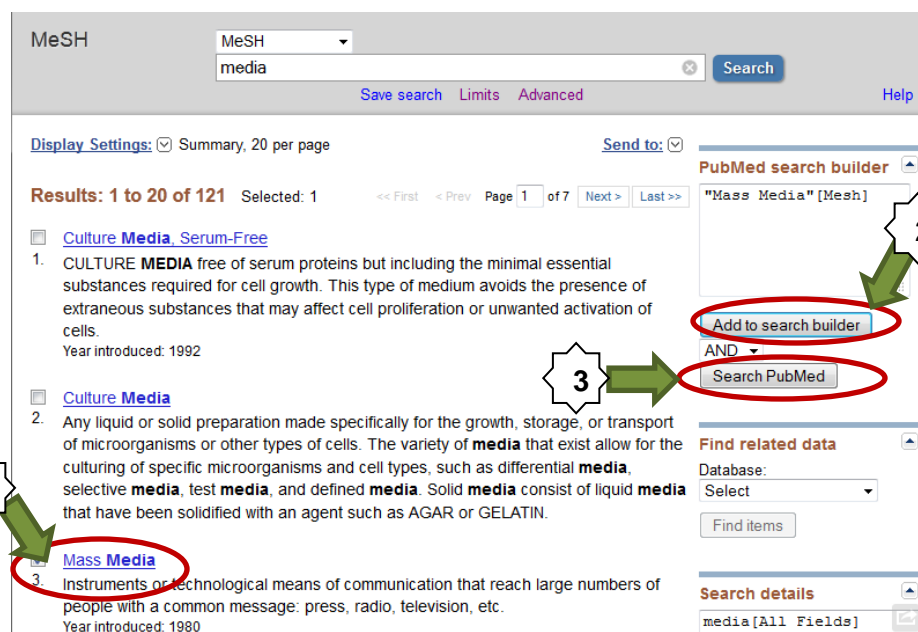 MeSH
MeSH
media
Search
Save search Limits Advanced
Help
Display Settings: Summary, 20 per page
Send to:
Results: 1 to 20 of 121 Selected: 1
<< First < Prev Page 1 of 7 Next > Last >>
Culture Media, Serum-Free
1. CULTURE MEDIA free of serum proteins but including the minimal essential
substances required for cell growth. This type of medium avoids the presence of
extraneous substances that may affect cell proliferation or unwanted activation of
cells.
Year introduced: 1992
Culture Media
2. Any liquid or solid preparation made specifically for the growth, storage, or transport
of microorganisms or other types of cells. The variety of media that exist allow for the
culturing of specific microorganisms and cell types, such as differential media,
selective media, test media, and defined media. Solid media consist of liquid media
that have been solidified with an agent such as AGAR or GELATIN.
Mass Media
3. Instruments or technological means of communication that reach large numbers of
people with a common message: press, radio, television, etc.
Year introduced: 1980
PubMed search builder
"Mass Media"[Mesh]
Add to search builder
AND
3
Search PubMed
Find related data
Database:
Select
Find items
Search details
media[All Fields]